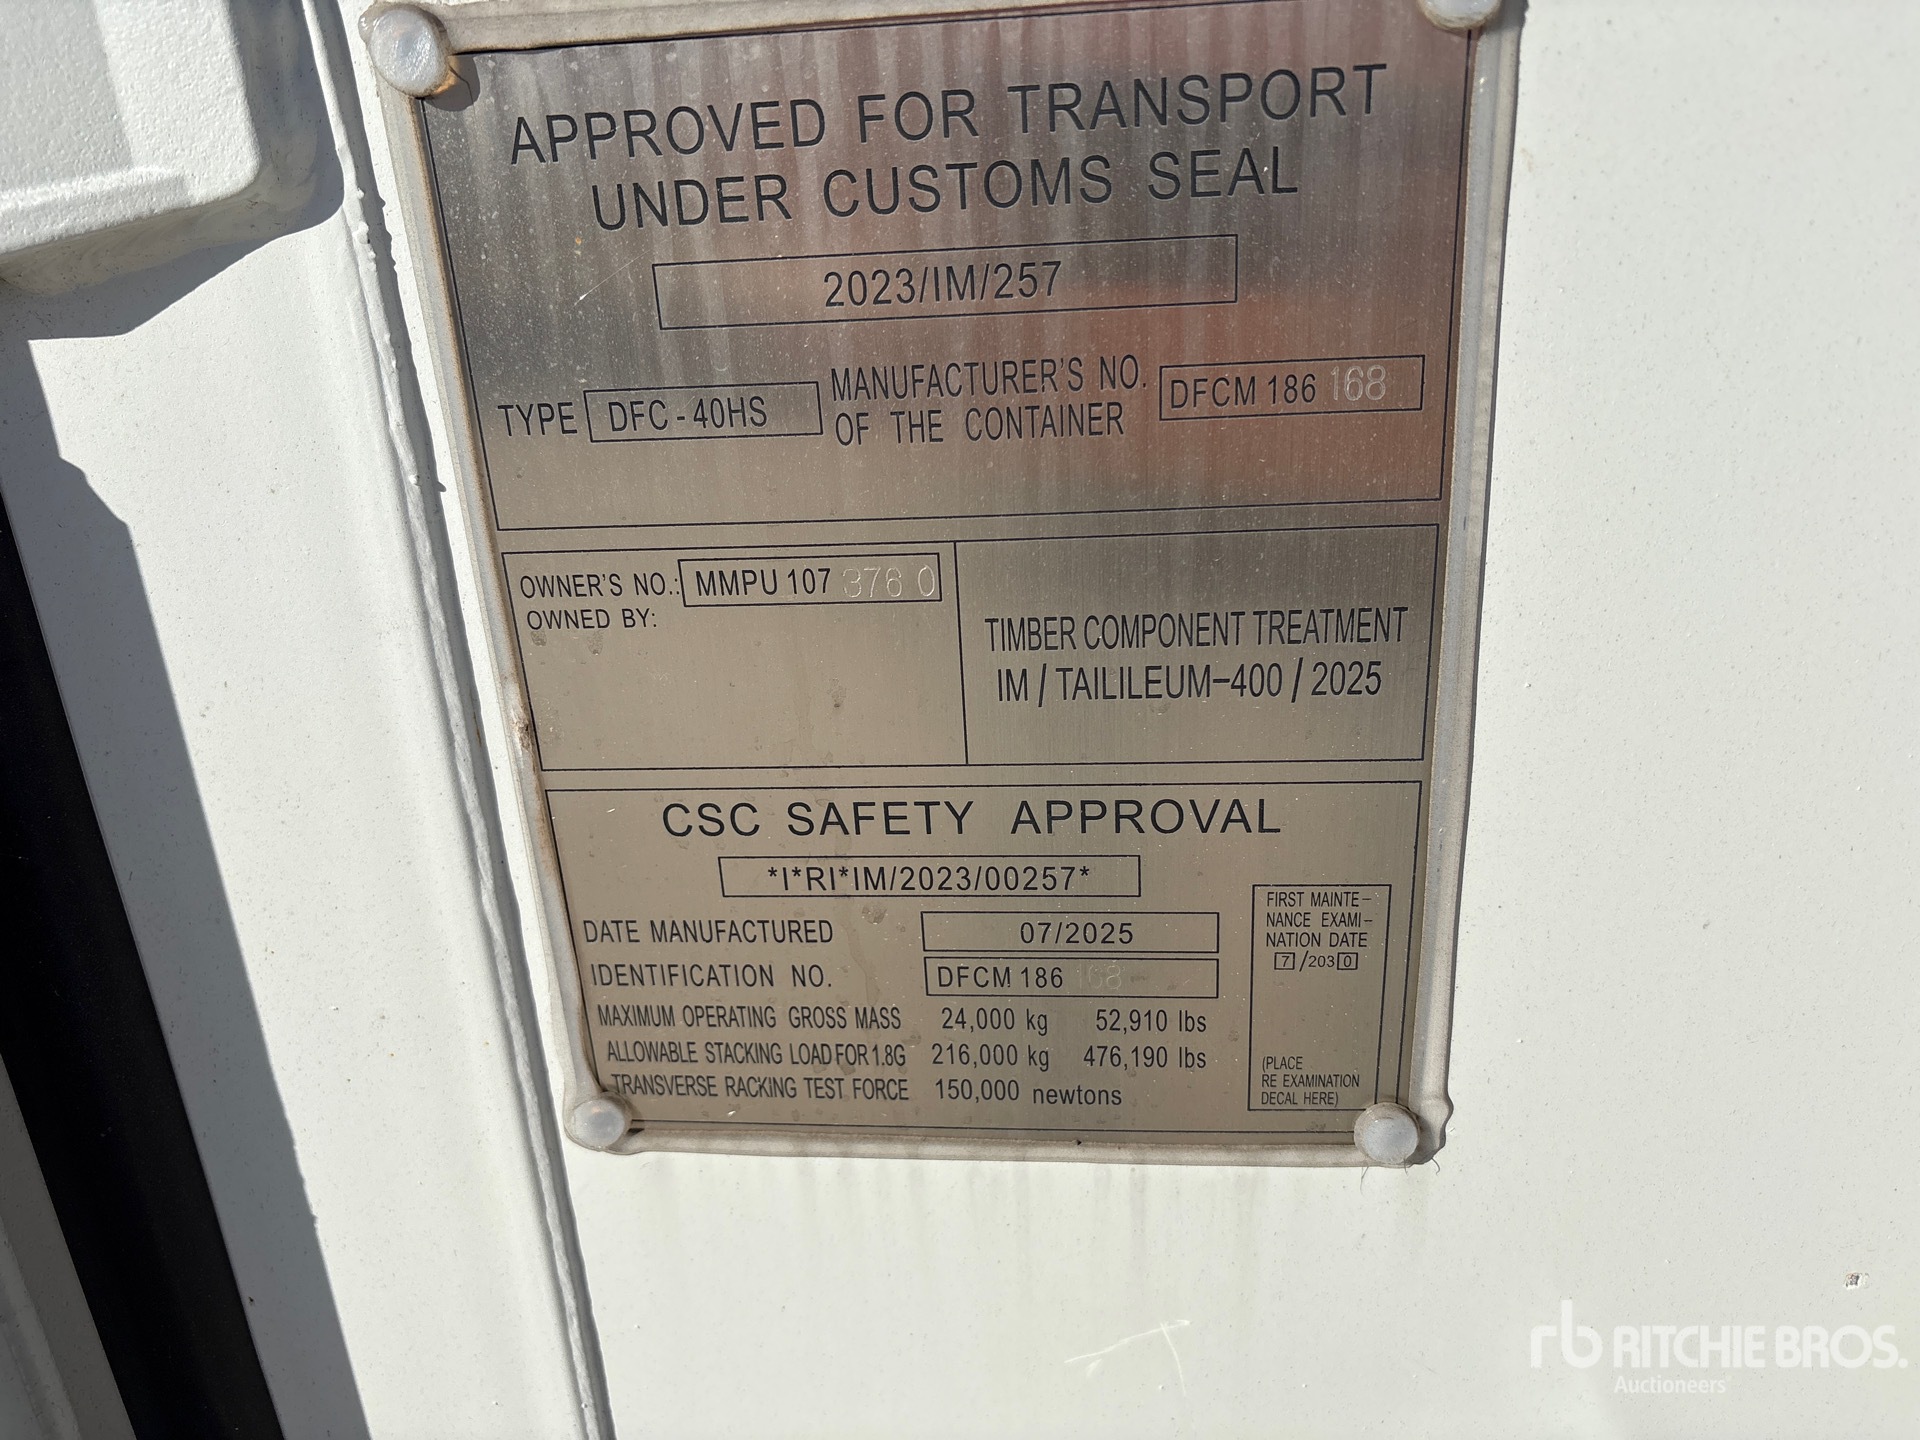 APPROVED FOR TRANSPORT
UNDER CUSTOMS SEAL
2023/IM/257
TYPE DFC-40HS MANUFACTURER'S NO. OF THE CONTAINER DFCM 186 168
OWNER'S NO.: MMPU 107 376 0
OWNED BY:
TIMBER COMPONENT TREATMENT
IM / TAILILEUM-400 / 2025
CSC SAFETY APPROVAL
*I*RI*IM/2023/00257*
DATE MANUFACTURED 07/2025
IDENTIFICATION NO. DFCM 186 168
MAXIMUM OPERATING GROSS MASS 24,000 kg 52,910 lbs
ALLOWABLE STACKING LOAD FOR 1.8G 216,000 kg 476,190 lbs
TRANSVERSE RACKING TEST FORCE 150,000 newtons
FIRST MAINTE-
NANCE EXAMI-
NATION DATE
7/2030
(PLACE
RE EXAMINATION
DECAL HERE)
rb RITCHIE BROS.
Auctioneers